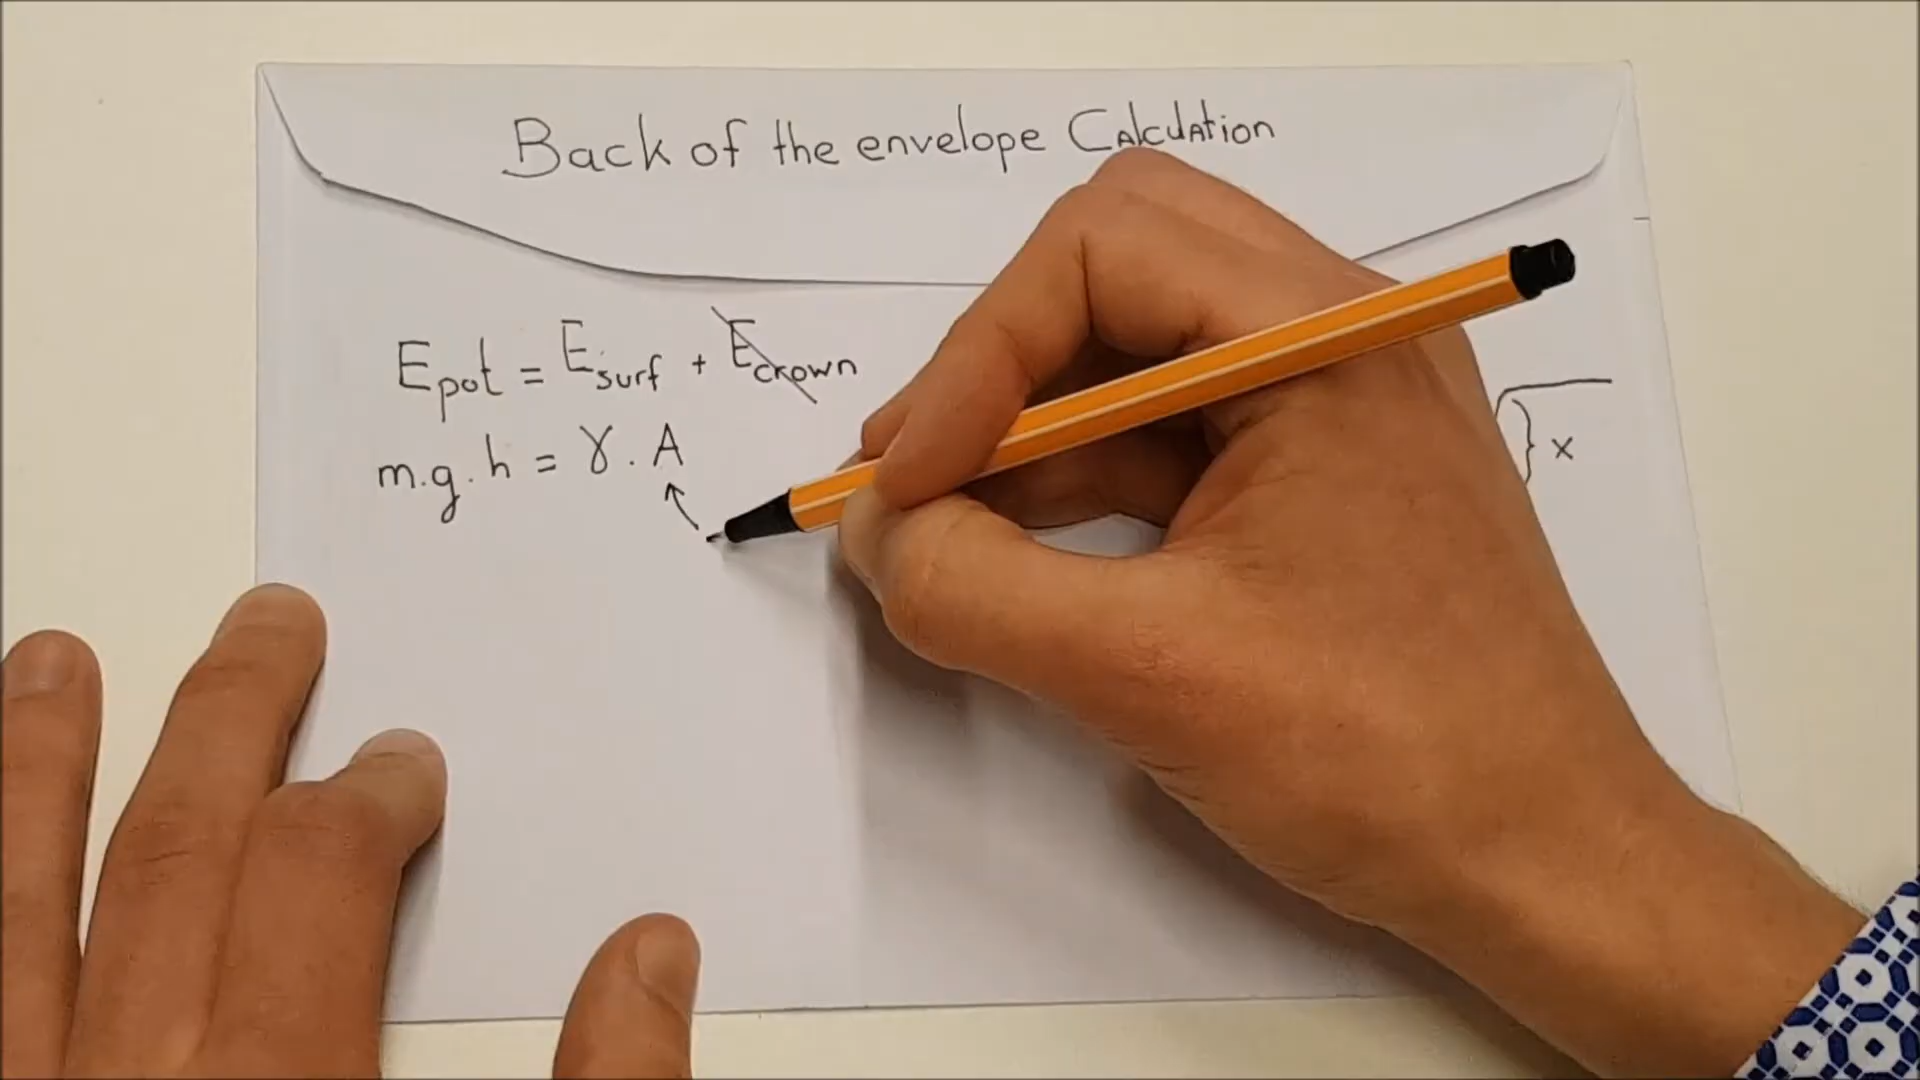 Back of the envelope Calculation
Epot = Esurf + Ecrown
m.g.h = γ.A
} x